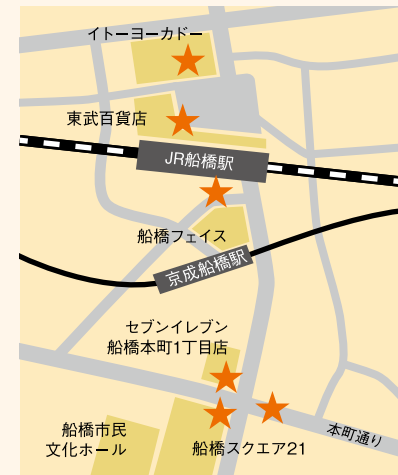 イトーヨーカドー
東武百貨店
JR船橋駅
船橋フェイス
京成船橋駅
セブンイレブン
船橋本町1丁目店
本町通り
船橋市民
文化ホール
船橋スクエア21